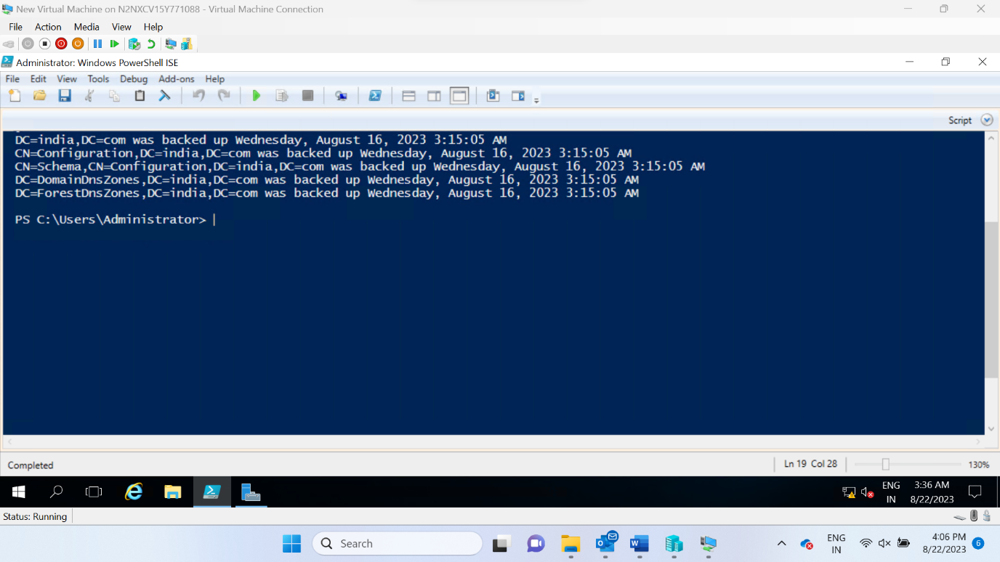 New Virtual Machine on N2NXCV15Y771088 - Virtual Machine Connection
File Action Media View Help
Administrator: Windows PowerShell ISE
File Edit View Tools Debug Add-ons Help
Script
DC=india,DC=com was backed up Wednesday, August 16, 2023 3:15:05 AM
CN=Configuration,DC=india,DC=com was backed up Wednesday, August 16, 2023 3:15:05 AM
CN=Schema,CN=Configuration,DC=india,DC=com was backed up Wednesday, August 16, 2023 3:15:05 AM
DC=DomainDnsZones,DC=india,DC=com was backed up Wednesday, August 16, 2023 3:15:05 AM
DC=ForestDnsZones,DC=india,DC=com was backed up Wednesday, August 16, 2023 3:15:05 AM
PS C:\Users\Administrator>
Completed
Ln 19 Col 28
130%
ENG
IN
3:36 AM
8/22/2023
Status: Running
Search
ENG
IN
4:06 PM
8/22/2023
6